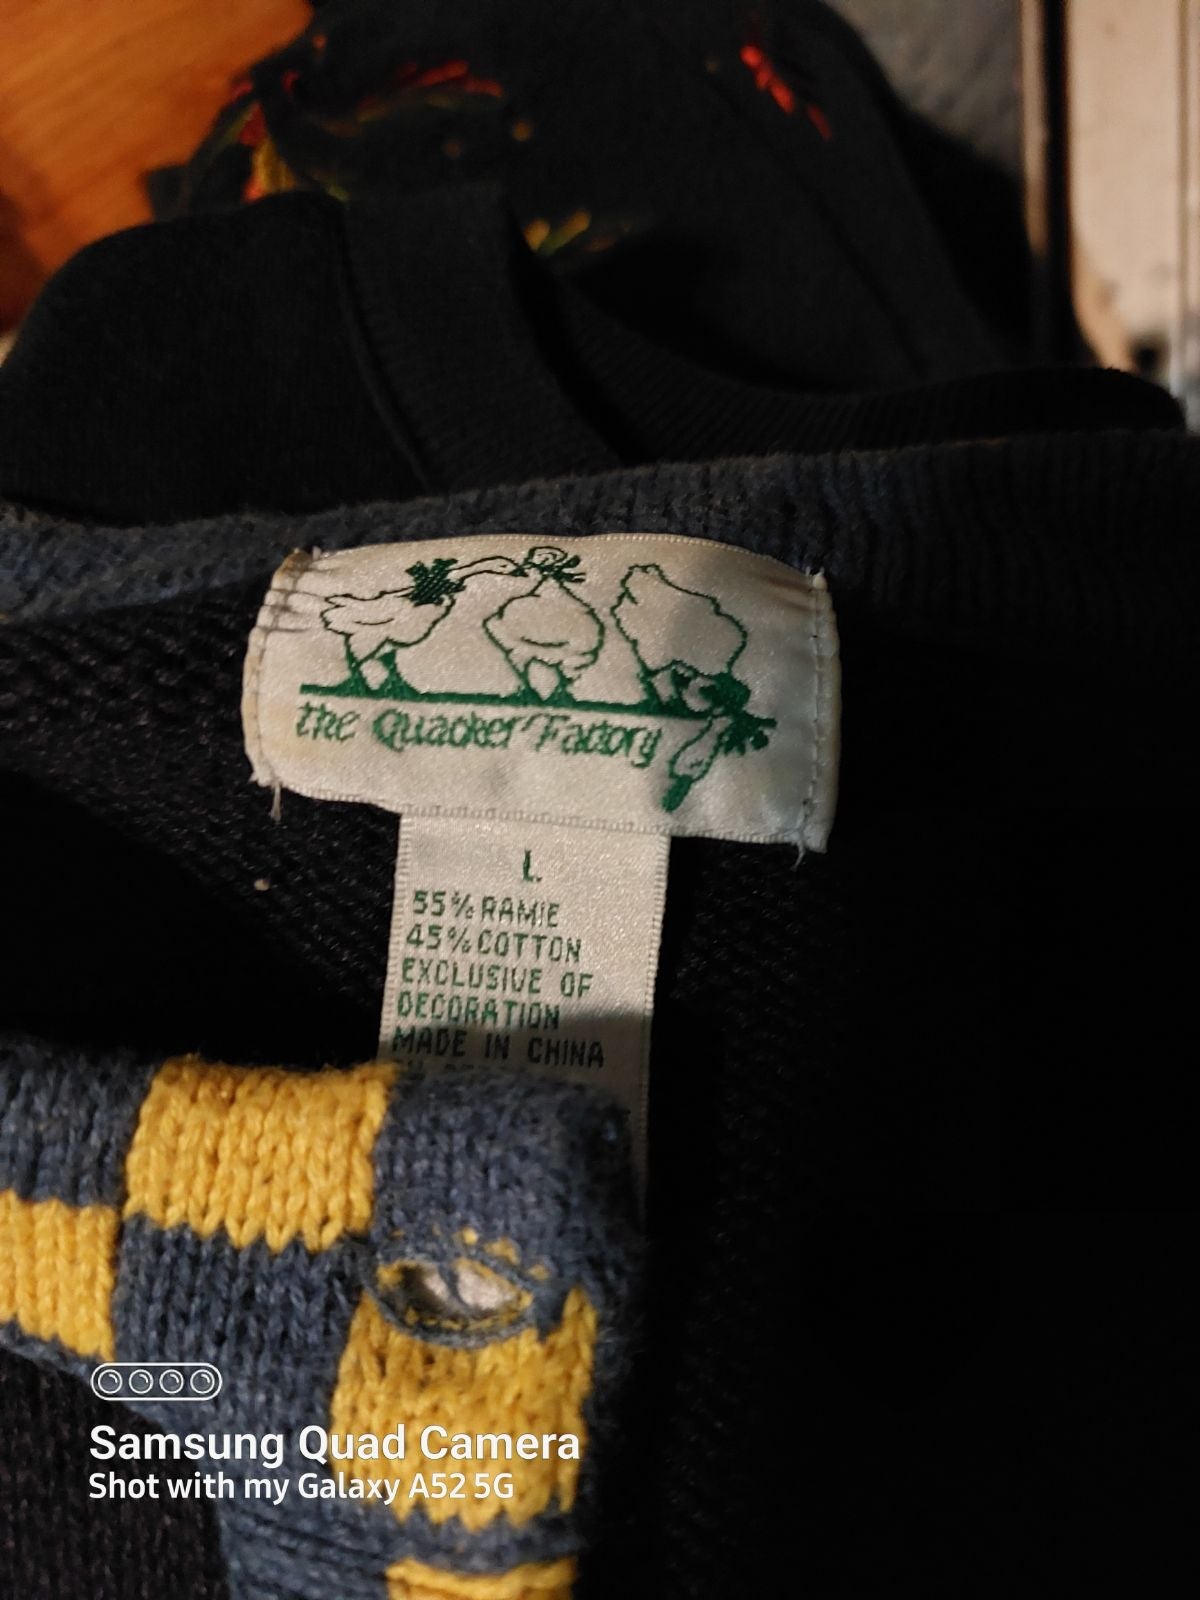 the Quacker Factory
L
55% RAMIE
45% COTTON
EXCLUSIVE OF
DECORATION
MADE IN CHINA
Samsung Quad Camera
Shot with my Galaxy A52 5G